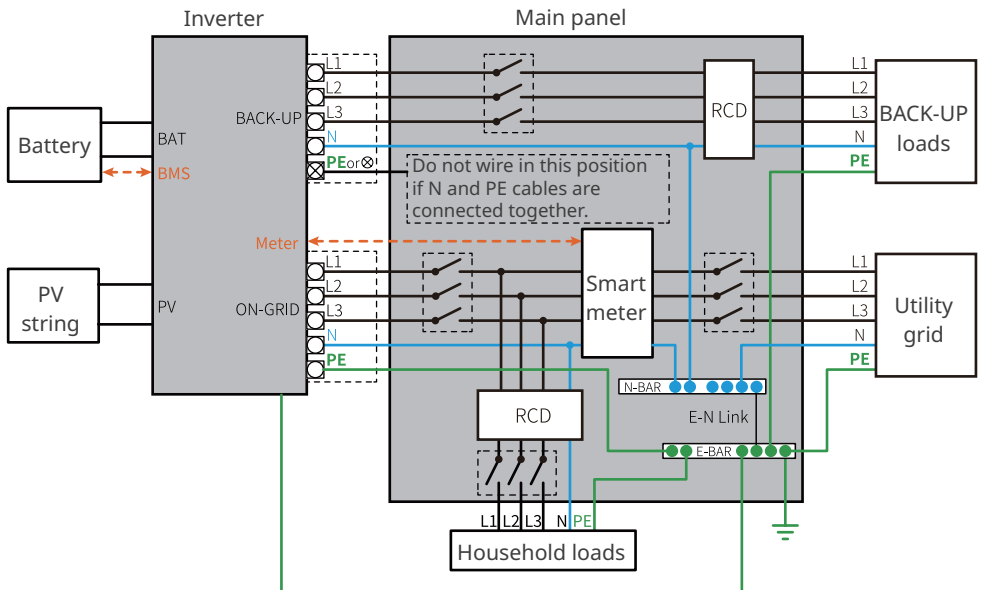 Inverter
Main panel
L1
L2
L3
N
PEor
BACK-UP
RCD
L1
L2
L3
N
PE
BACK-UP
loads
Battery
BAT
BMS
Do not wire in this position
if N and PE cables are
connected together.
Meter
L1
L2
L3
N
PE
ON-GRID
PV
string
PV
Smart
meter
L1
L2
L3
N
PE
Utility
grid
N-BAR
E-N Link
RCD
E-BAR
L1 L2 L3 N PE
Household loads